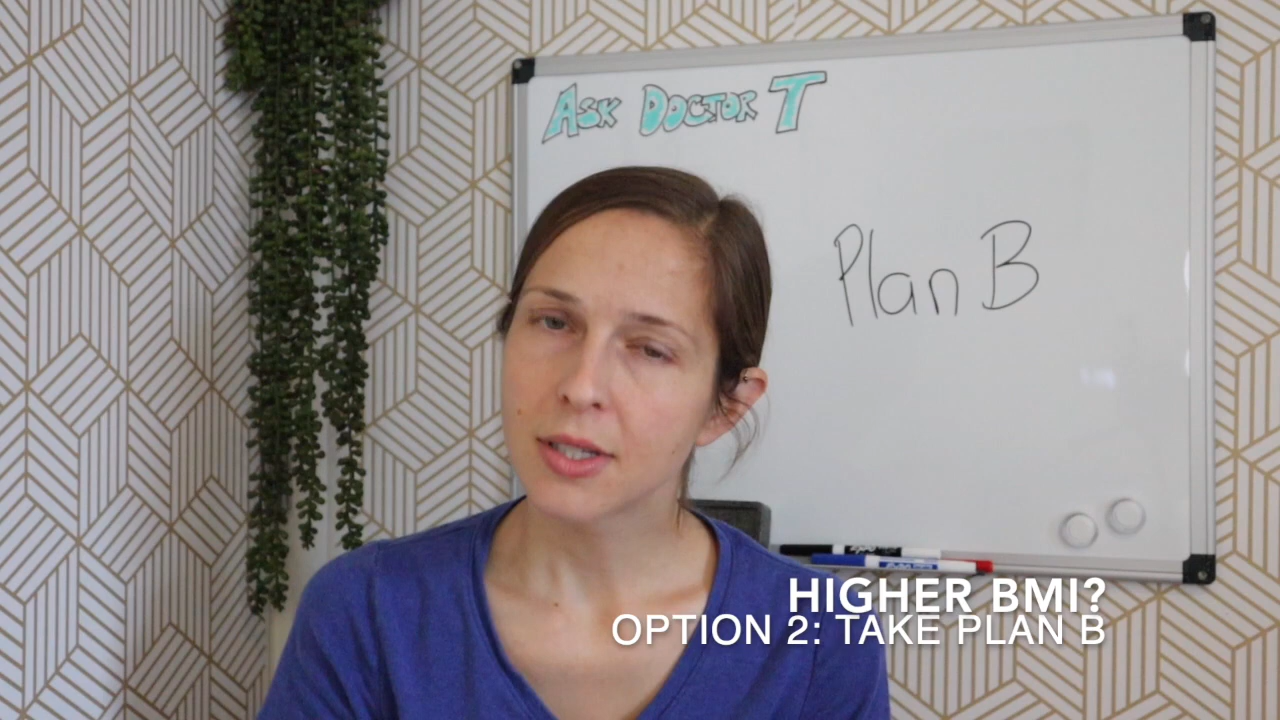 ASK DOCTOR T
Plan B
HIGHER BMI?
OPTION 2: TAKE PLAN B